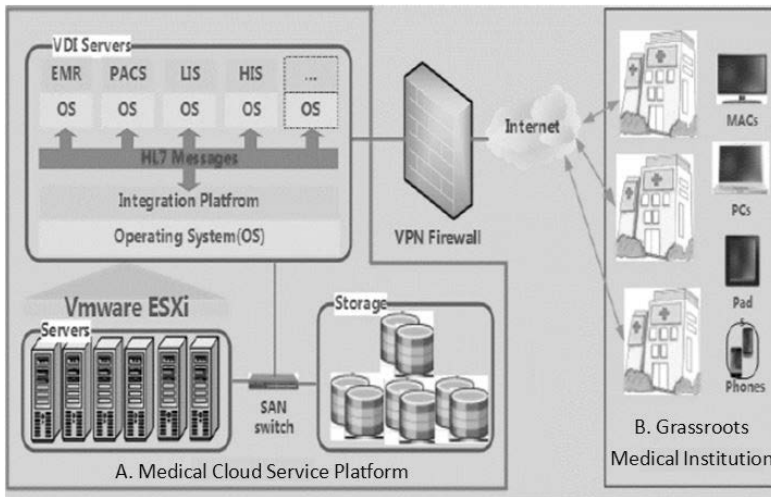 VDI Servers
EMR PACS LIS HIS ...
OS OS OS OS OS
HL7 Messages
Integration Platfrom
Operating System(OS)
Vmware ESXi
Servers
SAN
switch
Storage
A. Medical Cloud Service Platform
VPN Firewall
Internet
MACs
PCs
Pad
s
Phones
B. Grassroots
Medical Institution